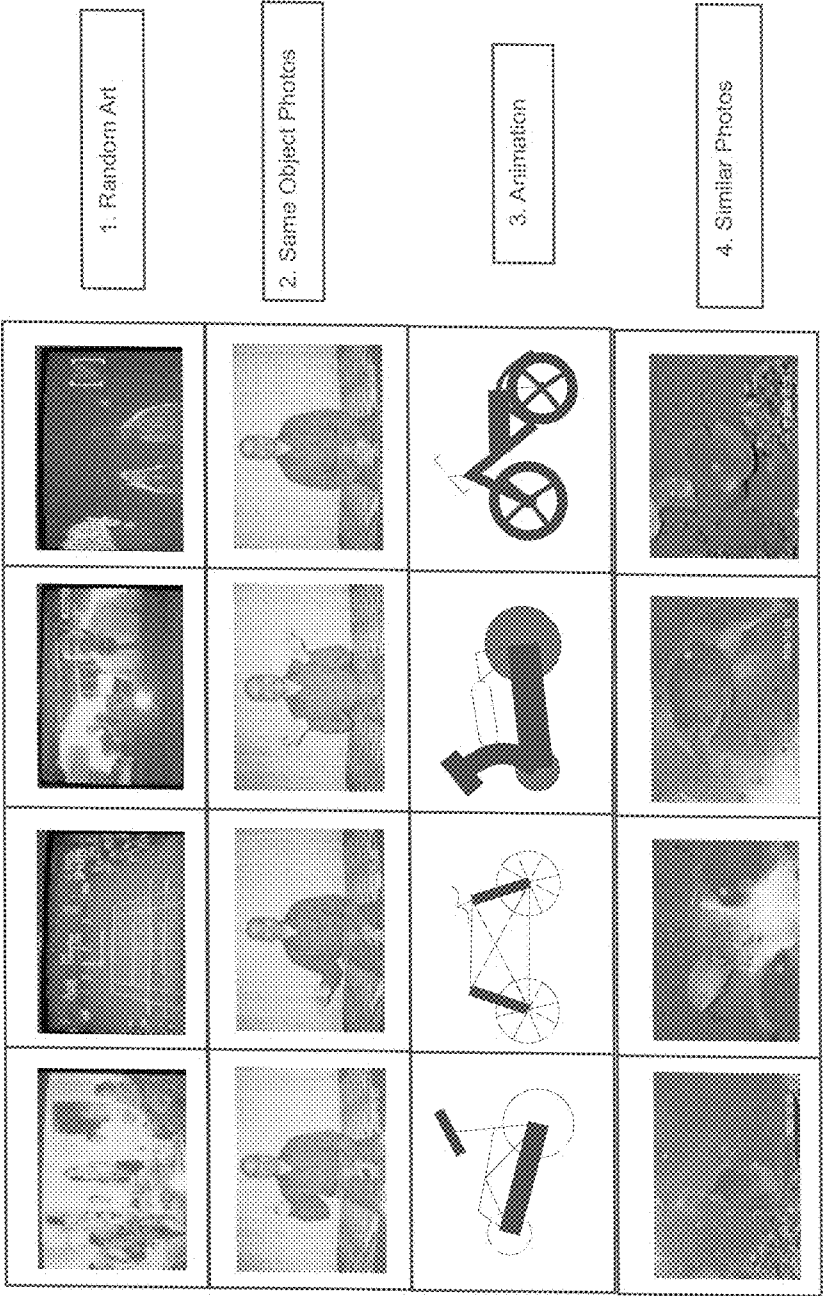 1: Random Art
2. Same Object Photos
3. Animation
4. Similar Photos